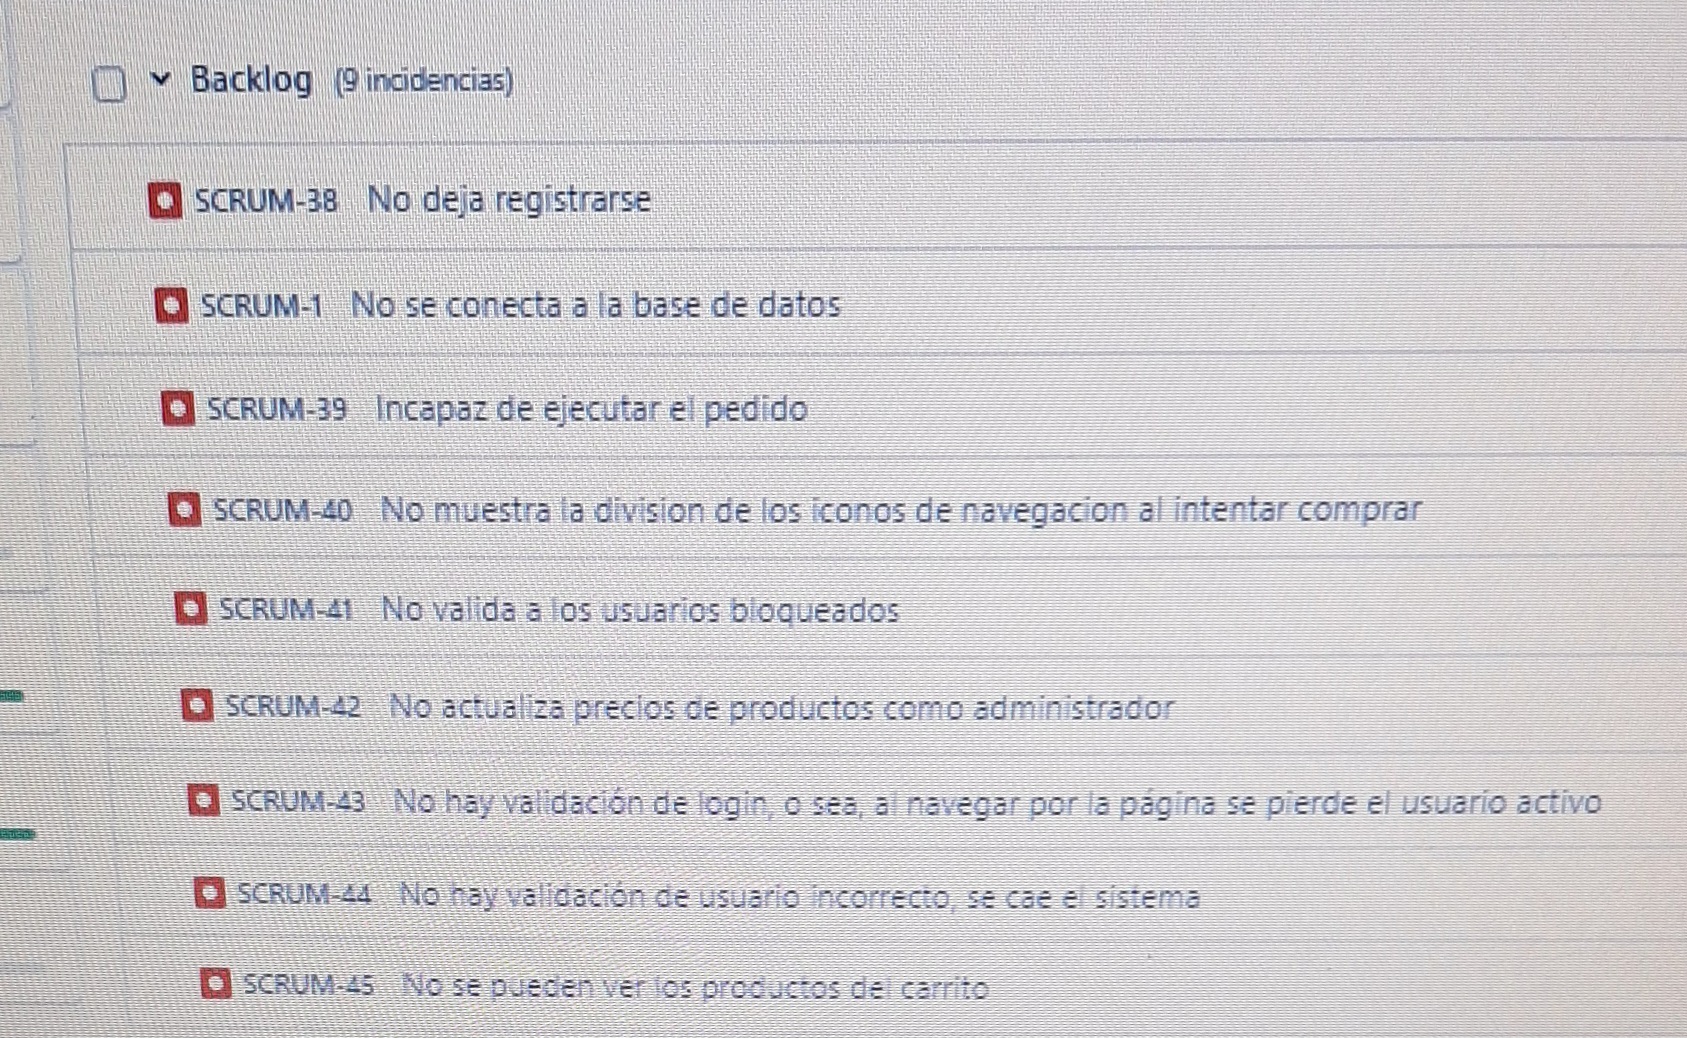 Backlog (9 incidencias)
SCRUM-38 No deja registrarse
SCRUM-1 No se conecta a la base de datos
SCRUM-39 Incapaz de ejecutar el pedido
SCRUM-40 No muestra la division de los iconos de navegacion al intentar comprar
SCRUM-41 No valida a los usuarios bloqueados
SCRUM-42 No actualiza precios de productos como administrador
SCRUM-43 No hay validación de login, o sea, al navegar por la página se pierde el usuario activo
SCRUM-44 No hay validación de usuario incorrecto, se cae el sistema
SCRUM-45 No se pueden ver los productos del carrito